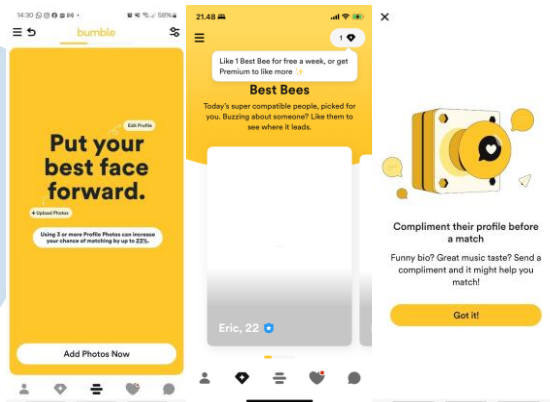 14:30
58%
bumble
Edit Profile
Put your
best face
forward.
+ Upload Photos
Using 3 or more Profile Photos can increase
your chance of matching by up to 22%.
Add Photos Now
21.48
1
Like 1 Best Bee for free a week, or get
Premium to like more
Best Bees
Today's super compatible people, picked for
you. Buzzing about someone? Like them to
see where it leads.
Eric, 22
Compliment their profile before
a match
Funny bio? Great music taste? Send a
compliment and it might help you
match!
Got it!